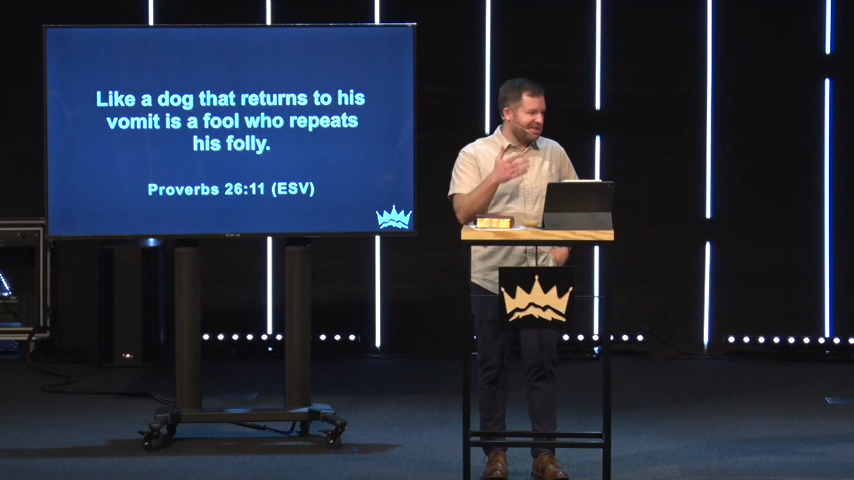 Like a dog that returns to his
vomit is a fool who repeats
his folly.
Proverbs 26:11 (ESV)